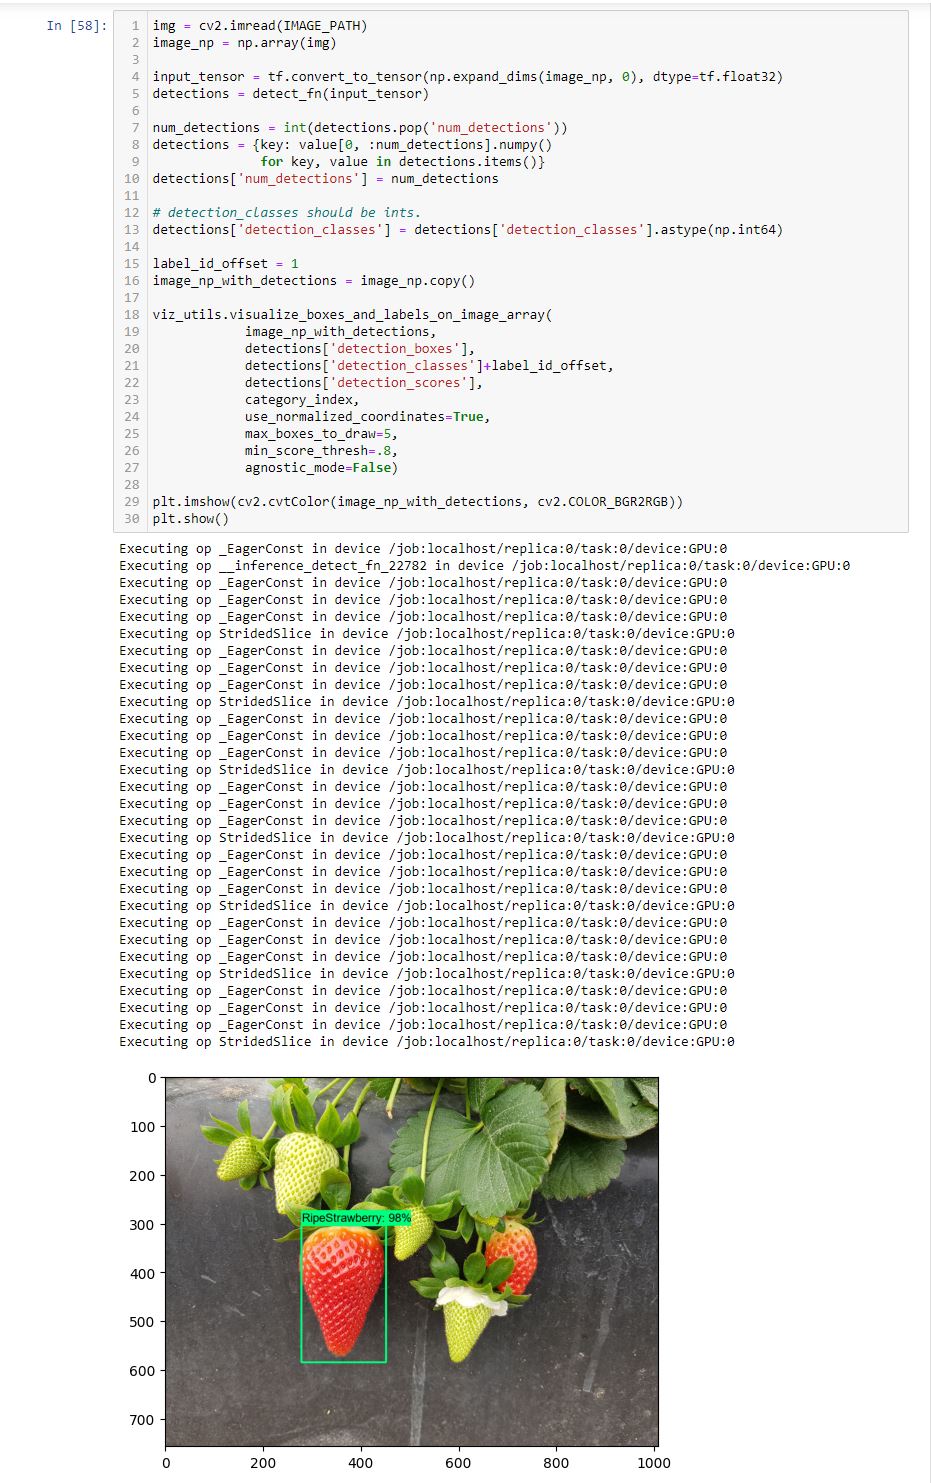 In [58]:
1 img = cv2.imread(IMAGE_PATH)
2 image_np = np.array(img)
3
4 input_tensor = tf.convert_to_tensor(np.expand_dims(image_np, 0), dtype=tf.float32)
5 detections = detect_fn(input_tensor)
6
7 num_detections = int(detections.pop('num_detections'))
8 detections = {key: value[0, :num_detections].numpy()
9               for key, value in detections.items()}
10 detections['num_detections'] = num_detections
11
12 # detection_classes should be ints.
13 detections['detection_classes'] = detections['detection_classes'].astype(np.int64)
14
15 label_id_offset = 1
16 image_np_with_detections = image_np.copy()
17
18 viz_utils.visualize_boxes_and_labels_on_image_array(
19             image_np_with_detections,
20             detections['detection_boxes'],
21             detections['detection_classes']+label_id_offset,
22             detections['detection_scores'],
23             category_index,
24             use_normalized_coordinates=True,
25             max_boxes_to_draw=5,
26             min_score_thresh=.8,
27             agnostic_mode=False)
28
29 plt.imshow(cv2.cvtColor(image_np_with_detections, cv2.COLOR_BGR2RGB))
30 plt.show()
Executing op _EagerConst in device /job:localhost/replica:0/task:0/device:GPU:0
Executing op __inference_detect_fn_22782 in device /job:localhost/replica:0/task:0/device:GPU:0
Executing op _EagerConst in device /job:localhost/replica:0/task:0/device:GPU:0
Executing op _EagerConst in device /job:localhost/replica:0/task:0/device:GPU:0
Executing op _EagerConst in device /job:localhost/replica:0/task:0/device:GPU:0
Executing op StridedSlice in device /job:localhost/replica:0/task:0/device:GPU:0
Executing op _EagerConst in device /job:localhost/replica:0/task:0/device:GPU:0
Executing op _EagerConst in device /job:localhost/replica:0/task:0/device:GPU:0
Executing op _EagerConst in device /job:localhost/replica:0/task:0/device:GPU:0
Executing op StridedSlice in device /job:localhost/replica:0/task:0/device:GPU:0
Executing op _EagerConst in device /job:localhost/replica:0/task:0/device:GPU:0
Executing op _EagerConst in device /job:localhost/replica:0/task:0/device:GPU:0
Executing op _EagerConst in device /job:localhost/replica:0/task:0/device:GPU:0
Executing op StridedSlice in device /job:localhost/replica:0/task:0/device:GPU:0
Executing op _EagerConst in device /job:localhost/replica:0/task:0/device:GPU:0
Executing op _EagerConst in device /job:localhost/replica:0/task:0/device:GPU:0
Executing op _EagerConst in device /job:localhost/replica:0/task:0/device:GPU:0
Executing op StridedSlice in device /job:localhost/replica:0/task:0/device:GPU:0
Executing op _EagerConst in device /job:localhost/replica:0/task:0/device:GPU:0
Executing op _EagerConst in device /job:localhost/replica:0/task:0/device:GPU:0
Executing op _EagerConst in device /job:localhost/replica:0/task:0/device:GPU:0
Executing op StridedSlice in device /job:localhost/replica:0/task:0/device:GPU:0
Executing op _EagerConst in device /job:localhost/replica:0/task:0/device:GPU:0
Executing op _EagerConst in device /job:localhost/replica:0/task:0/device:GPU:0
Executing op _EagerConst in device /job:localhost/replica:0/task:0/device:GPU:0
Executing op StridedSlice in device /job:localhost/replica:0/task:0/device:GPU:0
Executing op _EagerConst in device /job:localhost/replica:0/task:0/device:GPU:0
Executing op _EagerConst in device /job:localhost/replica:0/task:0/device:GPU:0
Executing op _EagerConst in device /job:localhost/replica:0/task:0/device:GPU:0
Executing op StridedSlice in device /job:localhost/replica:0/task:0/device:GPU:0
0
100
200
300
RipeStrawberry: 98%
400
500
600
700
0 200 400 600 800 1000